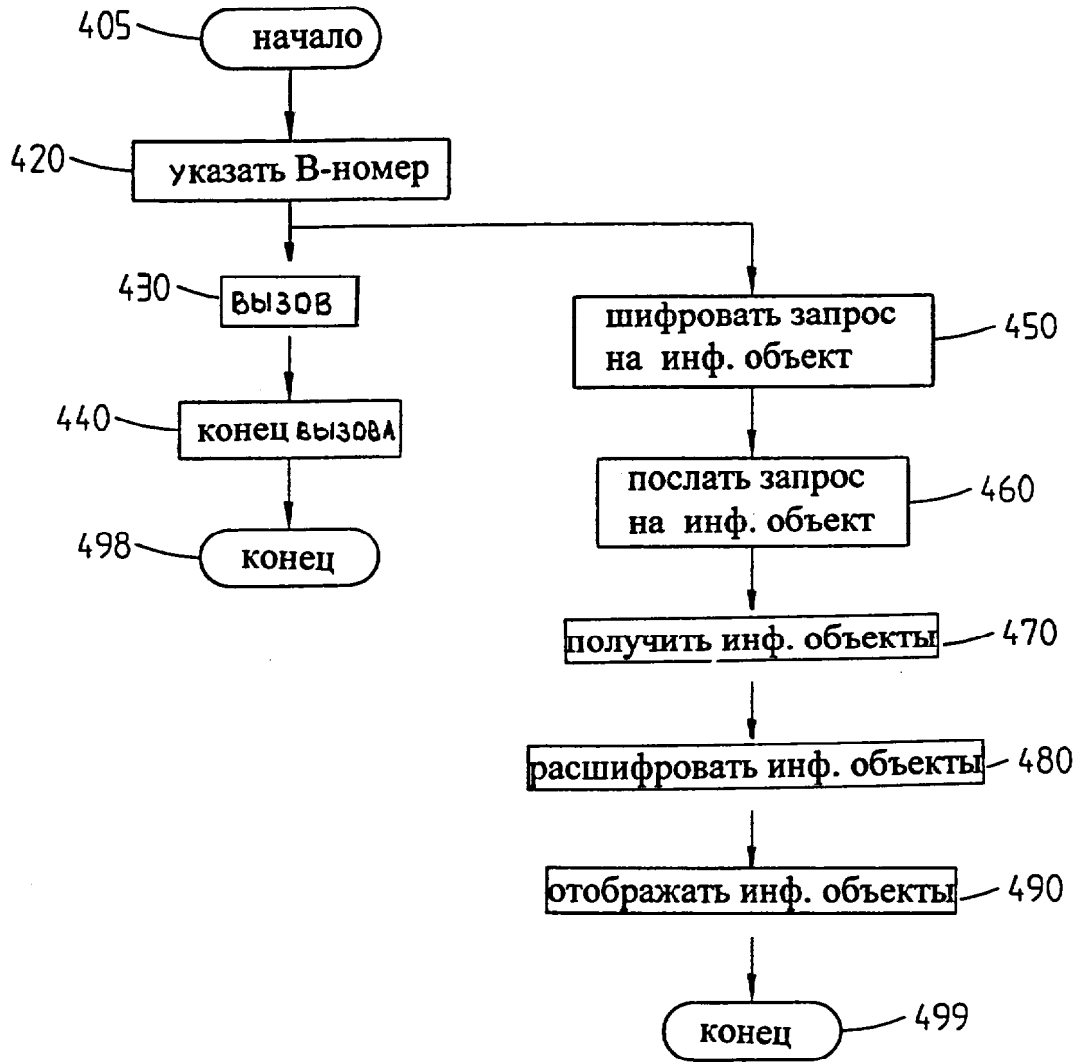 405
начало
420
указать В-номер
430
ВЫЗОВ
440
конец ВЫЗОВА
498
конец
шифровать запрос
на инф. объект
450
послать запрос
на инф. объект
460
получить инф. объекты
470
расшифровать инф. объекты
480
отображать инф. объекты
490
конец
499